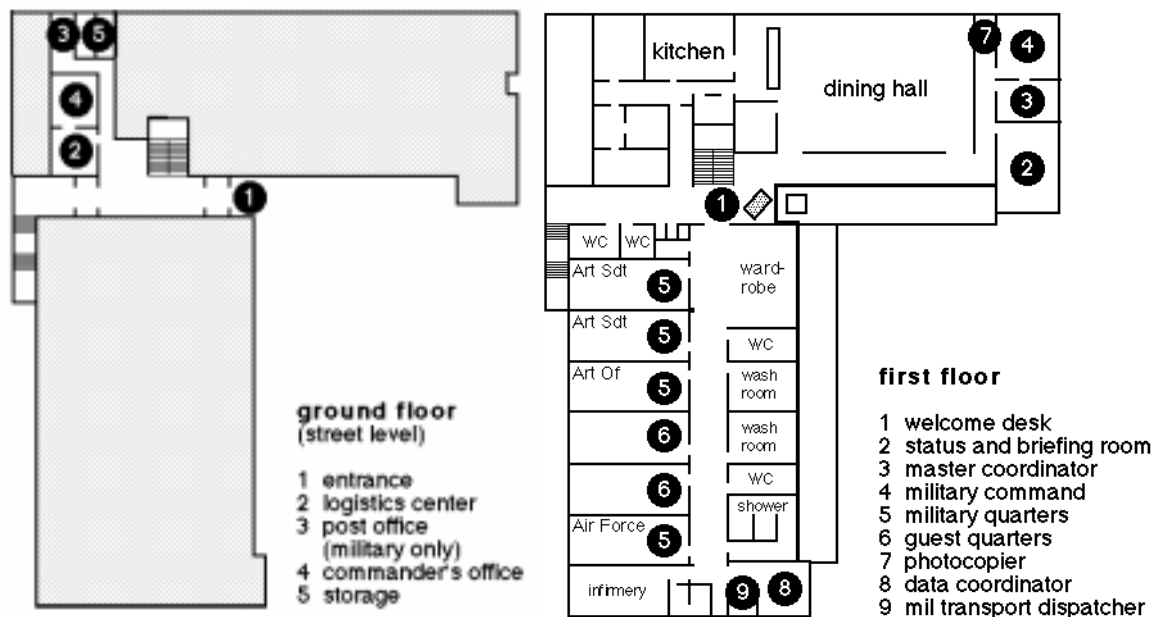 3 5
4
2
1
ground floor
(street level)
1 entrance
2 logistics center
3 post office
(military only)
4 commander's office
5 storage
kitchen
dining hall
7 4
3
2
1
WC WC
Art Sdt 5
ward-
robe
Art Sdt 5
WC
Art Of 5
wash
room
6
wash
room
6
WC
shower
Air Force 5
infirmery
9 8
first floor
1 welcome desk
2 status and briefing room
3 master coordinator
4 military command
5 military quarters
6 guest quarters
7 photocopier
8 data coordinator
9 mil transport dispatcher